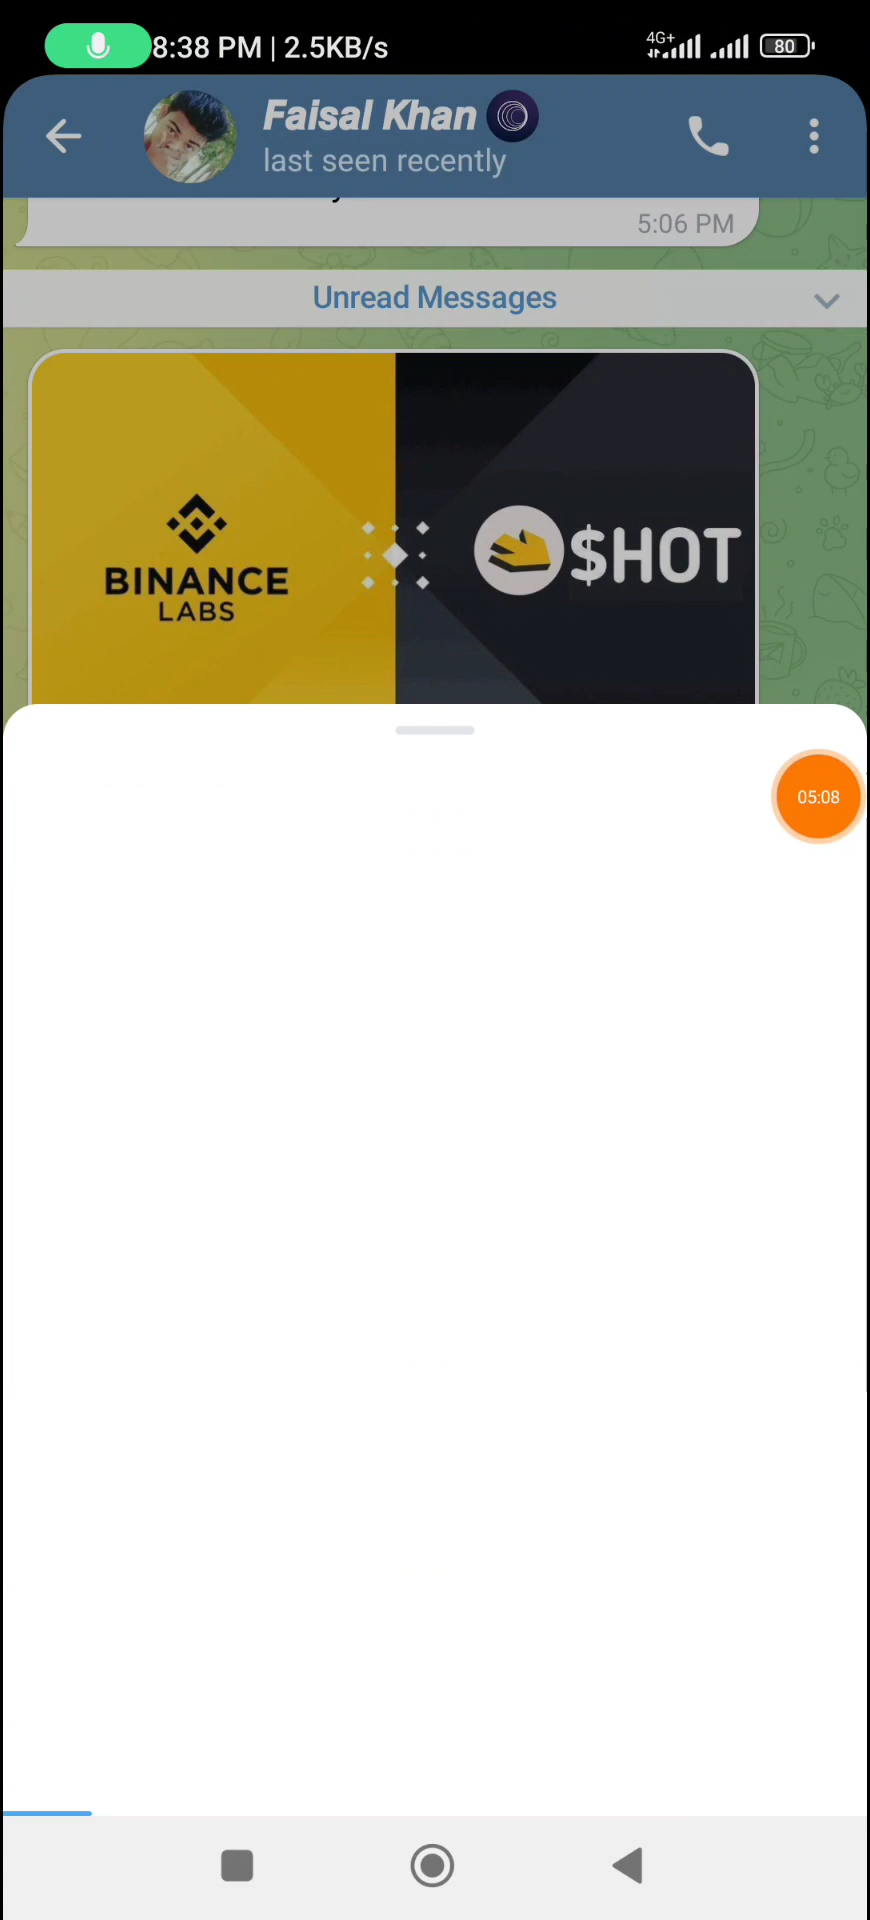 8:38 PM | 2.5KB/s
4G+
80
Faisal Khan
last seen recently
5:06 PM
Unread Messages
BINANCE
LABS
$HOT
05:08